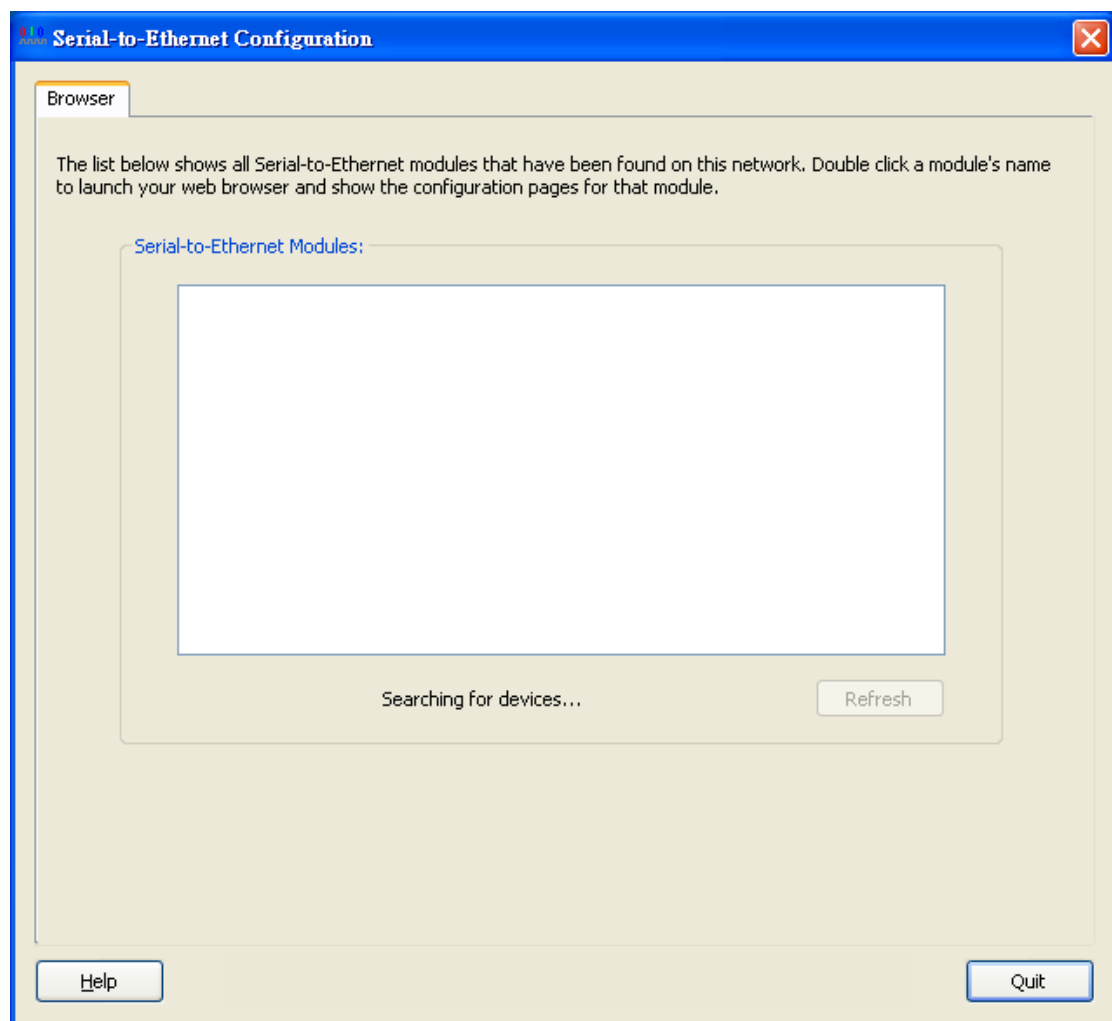 Serial-to-Ethernet Configuration
Browser
The list below shows all Serial-to-Ethernet modules that have been found on this network. Double click a module's name
to launch your web browser and show the configuration pages for that module.
Serial-to-Ethernet Modules:
Searching for devices...
Refresh
Help
Quit